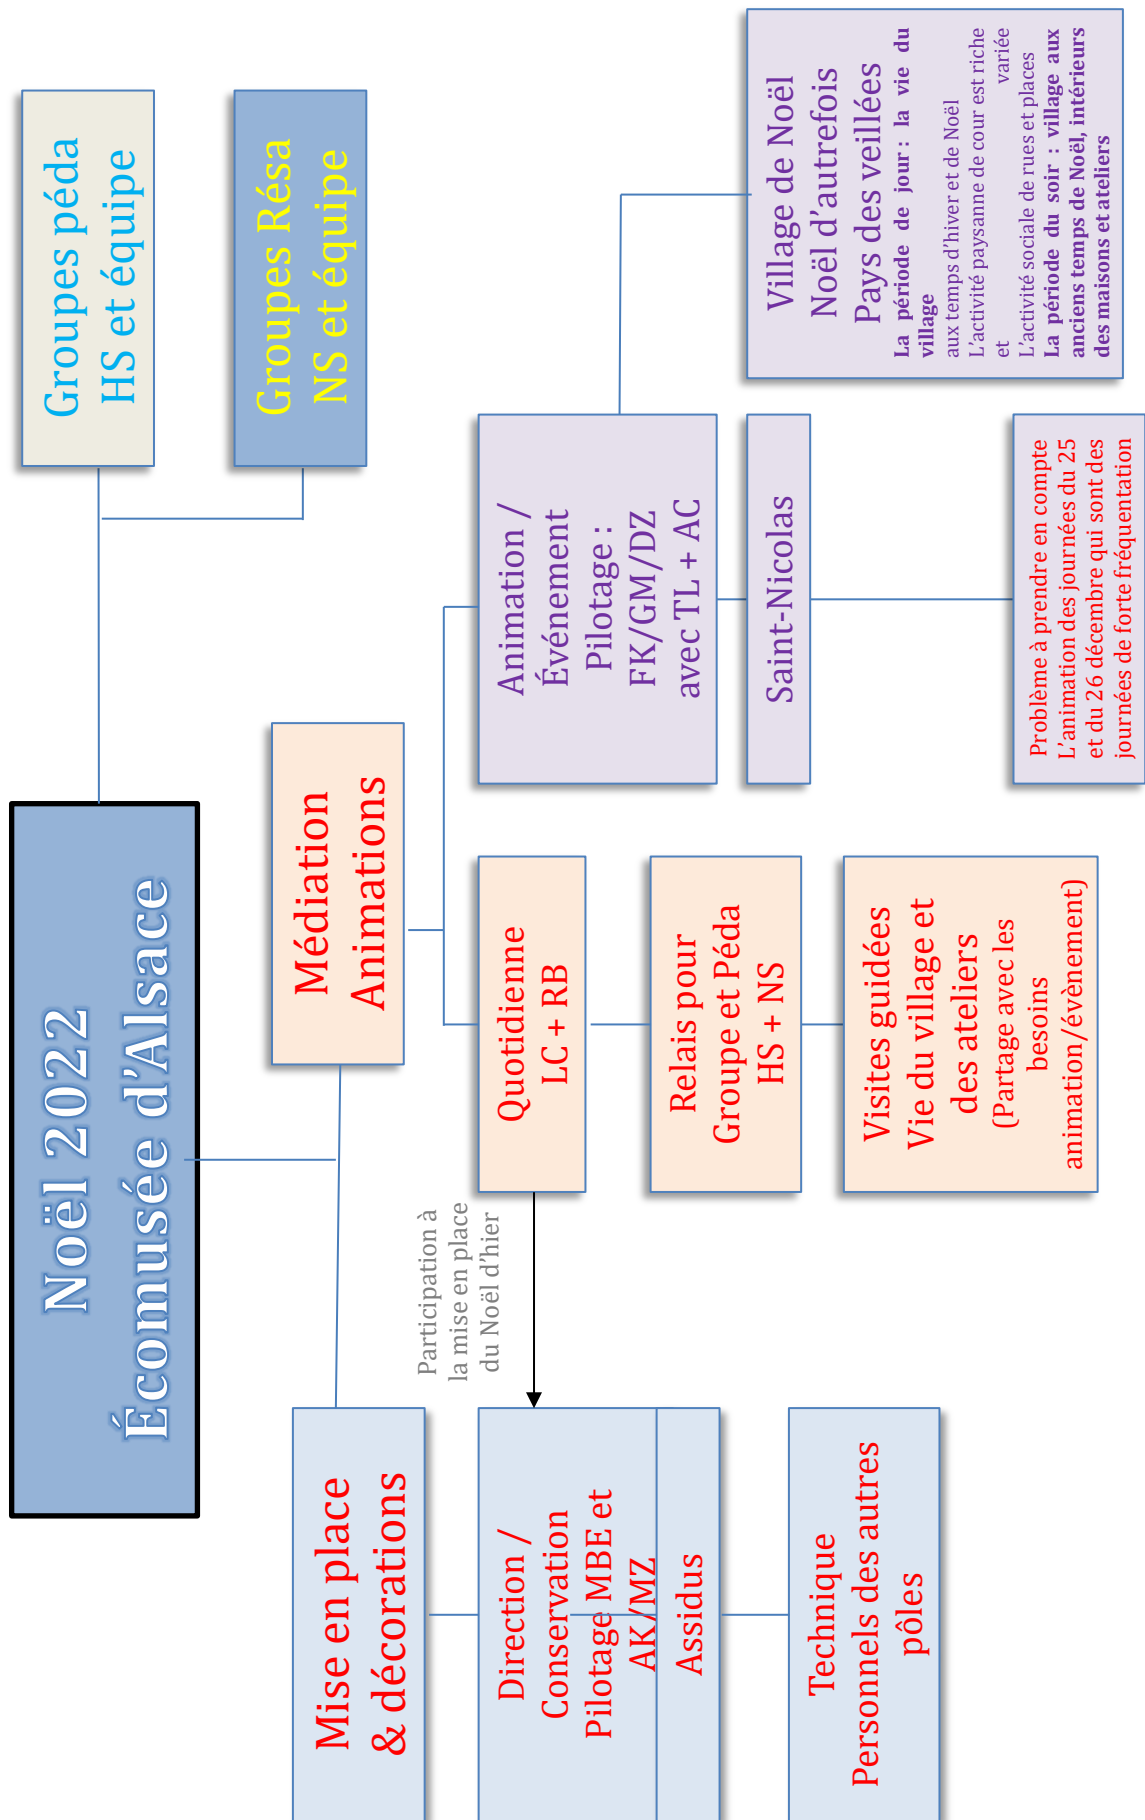 Noël 2022
Écomusée d’Alsace
Groupes péda
HS et équipe
Groupes Résa
NS et équipe
Mise en place
& décorations
Médiation
Animations
Direction /
Conservation
Pilotage MBE et
AK/MZ
Assidus
Technique
Personnels des autres
pôles
Participation à
la mise en place
du Noël d’hier
Quotidienne
LC + RB
Relais pour
Groupe et Péda
HS + NS
Visites guidées
Vie du village et
des ateliers
(Partage avec les
besoins
animation/évènement)
Animation /
Événement
Pilotage :
FK/GM/DZ
avec TL + AC
Saint-Nicolas
Problème à prendre en compte
L’animation des journées du 25
et du 26 décembre qui sont des
journées de forte fréquentation
Village de Noël
Noël d’autrefois
Pays des veillées
La période de jour : la vie du
village
aux temps d’hiver et de Noël
L’activité paysanne de cour est riche
et variée
L’activité sociale de rues et places
La période du soir : village aux
anciens temps de Noël, intérieurs
des maisons et ateliers